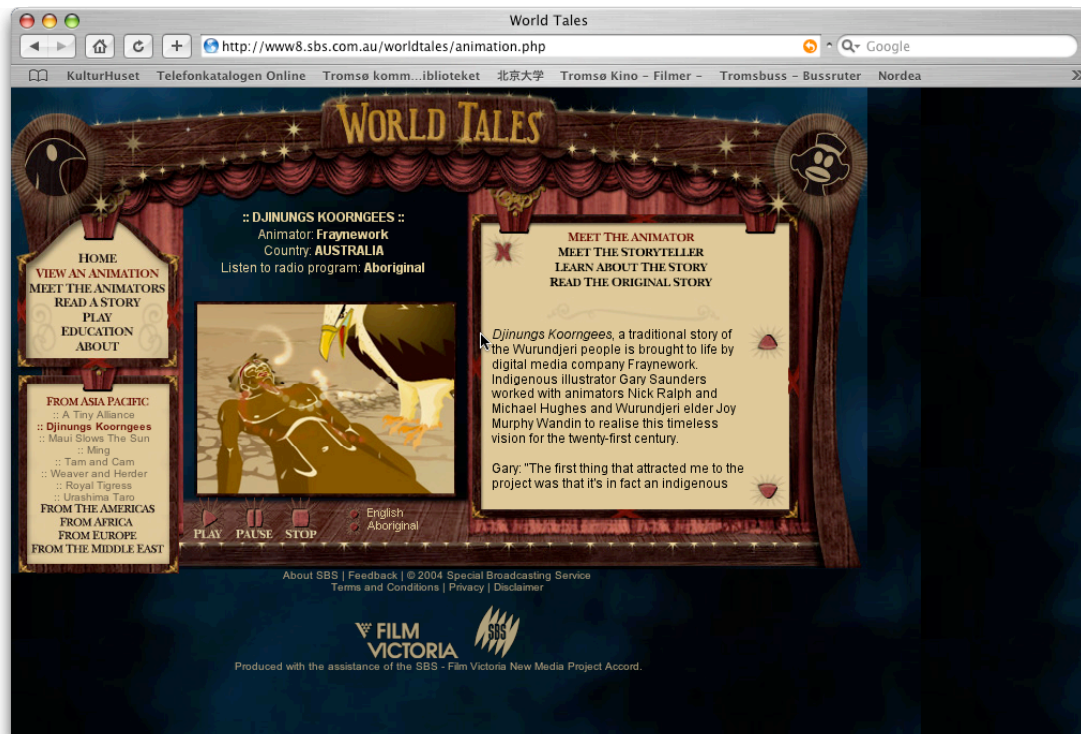 World Tales
http://www8.sbs.com.au/worldtales/animation.php
Google
KulturHuset Telefonkatalogen Online Tromsø komm...iblioteket 北京大学 Tromsø Kino – Filmer – Tromsbuss – Bussruter Nordea
WORLD TALES
:: DJINUNGS KOORNGEES ::
Animator: Fraynework
Country: AUSTRALIA
Listen to radio program: Aboriginal
HOME
VIEW AN ANIMATION
MEET THE ANIMATORS
READ A STORY
PLAY
EDUCATION
ABOUT
FROM ASIA PACIFIC
:: A Tiny Alliance
:: Djinungs Koorngees
:: Maui Slows The Sun
:: Ming
:: Tam and Cam
:: Weaver and Herder
:: Royal Tigress
:: Urashima Taro
FROM THE AMERICAS
FROM AFRICA
FROM EUROPE
FROM THE MIDDLE EAST
PLAY PAUSE STOP
English
Aboriginal
X
MEET THE ANIMATOR
MEET THE STORYTELLER
LEARN ABOUT THE STORY
READ THE ORIGINAL STORY
Djinungs Koorngees, a traditional story of
the Wurundjeri people is brought to life by
digital media company Fraynework.
Indigenous illustrator Gary Saunders
worked with animators Nick Ralph and
Michael Hughes and Wurundjeri elder Joy
Murphy Wandin to realise this timeless
vision for the twenty-first century.
Gary: "The first thing that attracted me to the
project was that it's in fact an indigenous
About SBS | Feedback | © 2004 Special Broadcasting Service
Terms and Conditions | Privacy | Disclaimer
FILM
VICTORIA
SBS
Produced with the assistance of the SBS - Film Victoria New Media Project Accord.